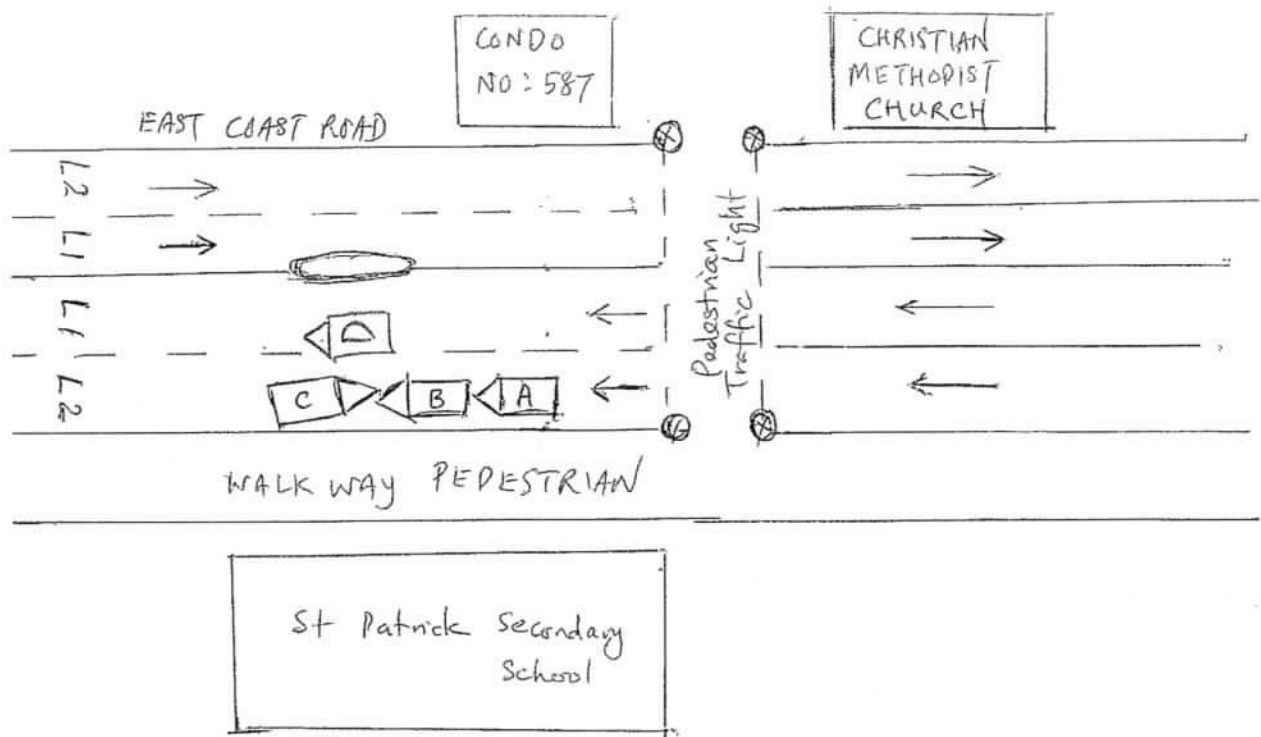 CONDO
NO: 587
CHRISTIAN
METHODIST
CHURCH
EAST COAST ROAD
L2
L1
L1
L2
Pedestrian
Traffic Light
D
C
B
A
WALK WAY PEDESTRIAN
St Patrick Secondary
School